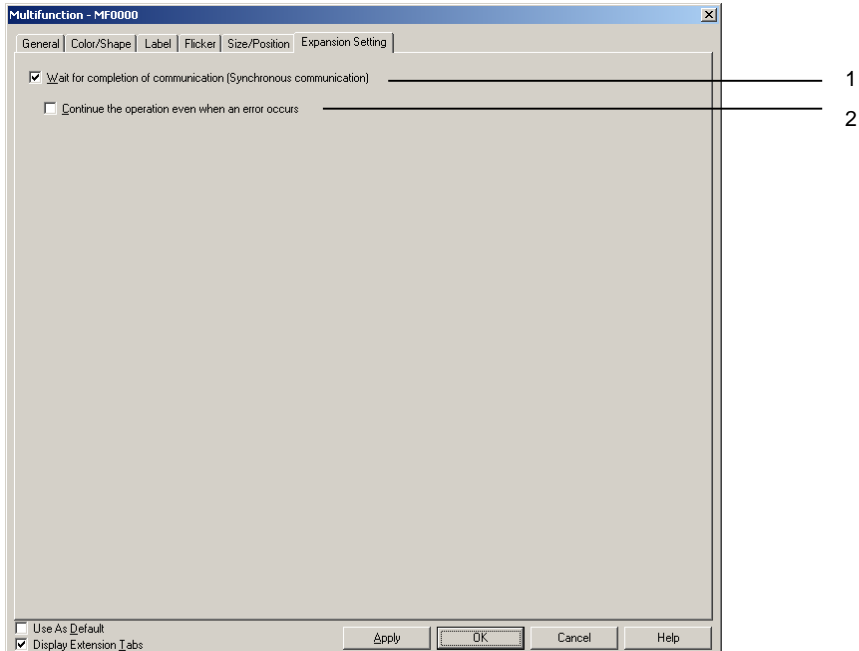 Multifunction - MF0000
General Color/Shape Label Flicker Size/Position Expansion Setting
Wait for completion of communication (Synchronous communication)
1
Continue the operation even when an error occurs
2
Use As Default
Display Extension Tabs
Apply OK Cancel Help